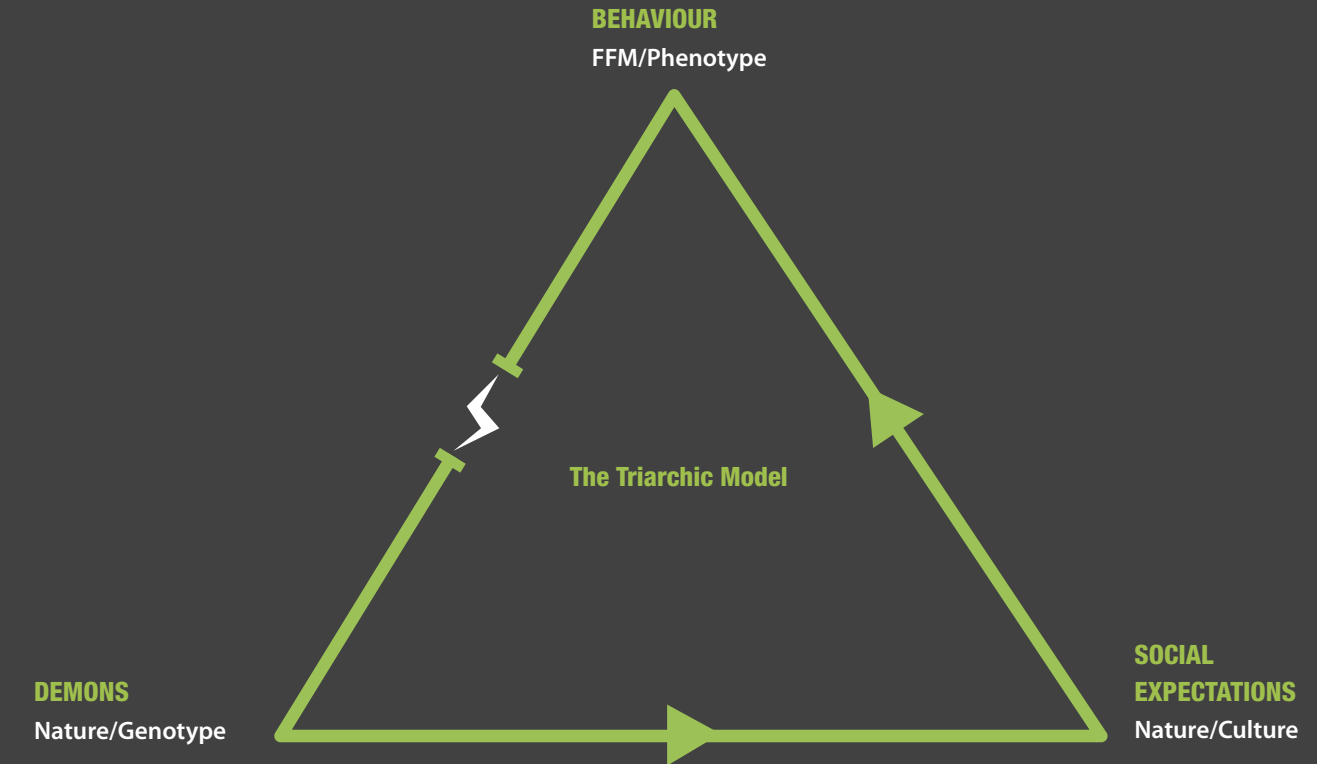 BEHAVIOUR
FFM/Phenotype
The Triarchic Model
DEMONS
Nature/Genotype
SOCIAL
EXPECTATIONS
Nature/Culture